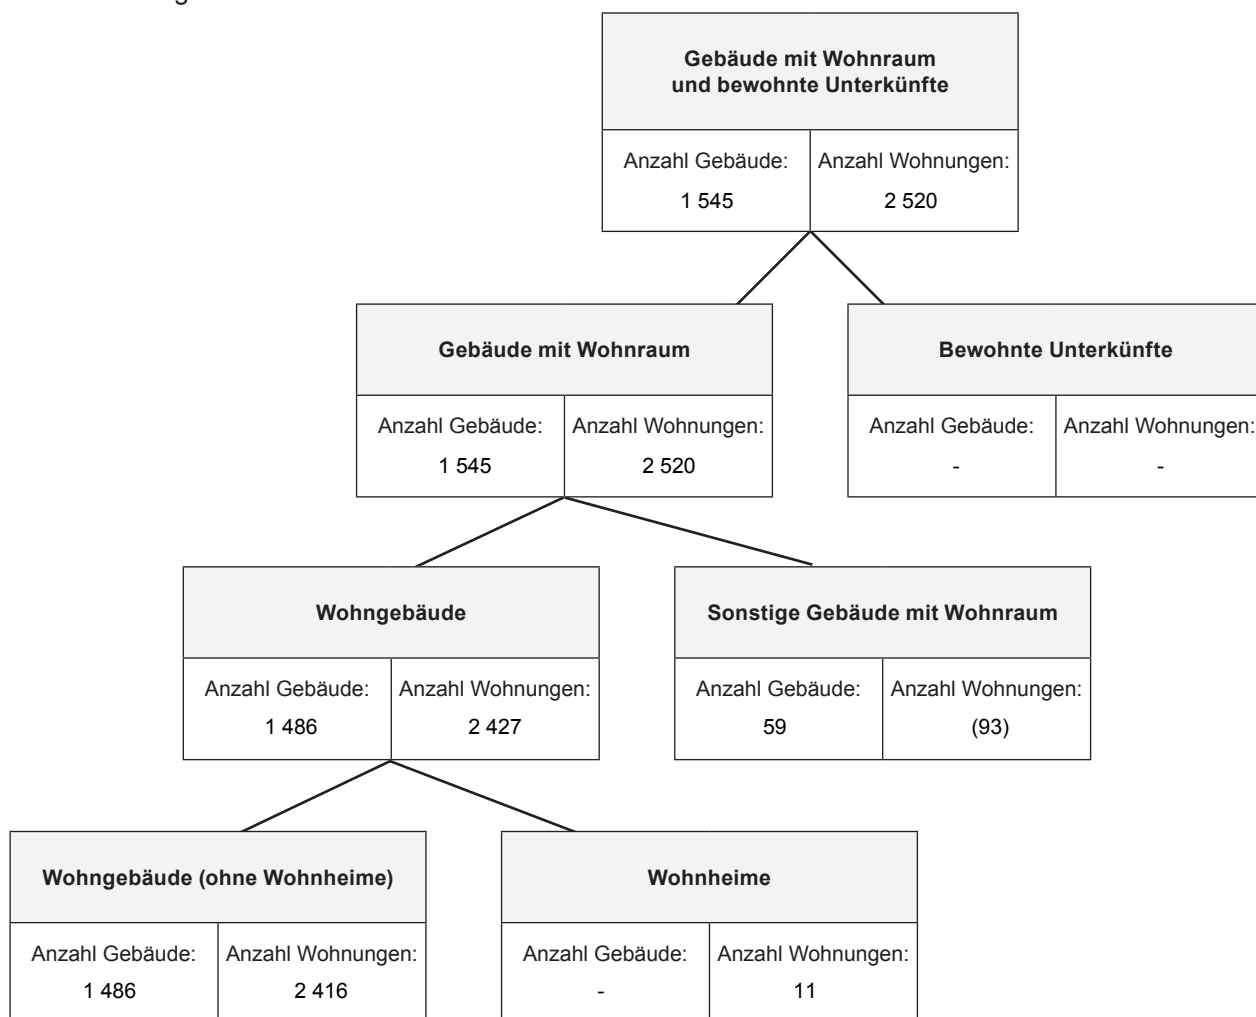 Gebäude mit Wohnraum
und bewohnte Unterkünfte
Anzahl Gebäude: Anzahl Wohnungen:
1 545 2 520
Gebäude mit Wohnraum Bewohnte Unterkünfte
Anzahl Gebäude: Anzahl Wohnungen: Anzahl Gebäude: Anzahl Wohnungen:
1 545 2 520 - -
Wohngebäude Sonstige Gebäude mit Wohnraum
Anzahl Gebäude: Anzahl Wohnungen: Anzahl Gebäude: Anzahl Wohnungen:
1 486 2 427 59 (93)
Wohngebäude (ohne Wohnheime) Wohnheime
Anzahl Gebäude: Anzahl Wohnungen: Anzahl Gebäude: Anzahl Wohnungen:
1 486 2 416 - 11